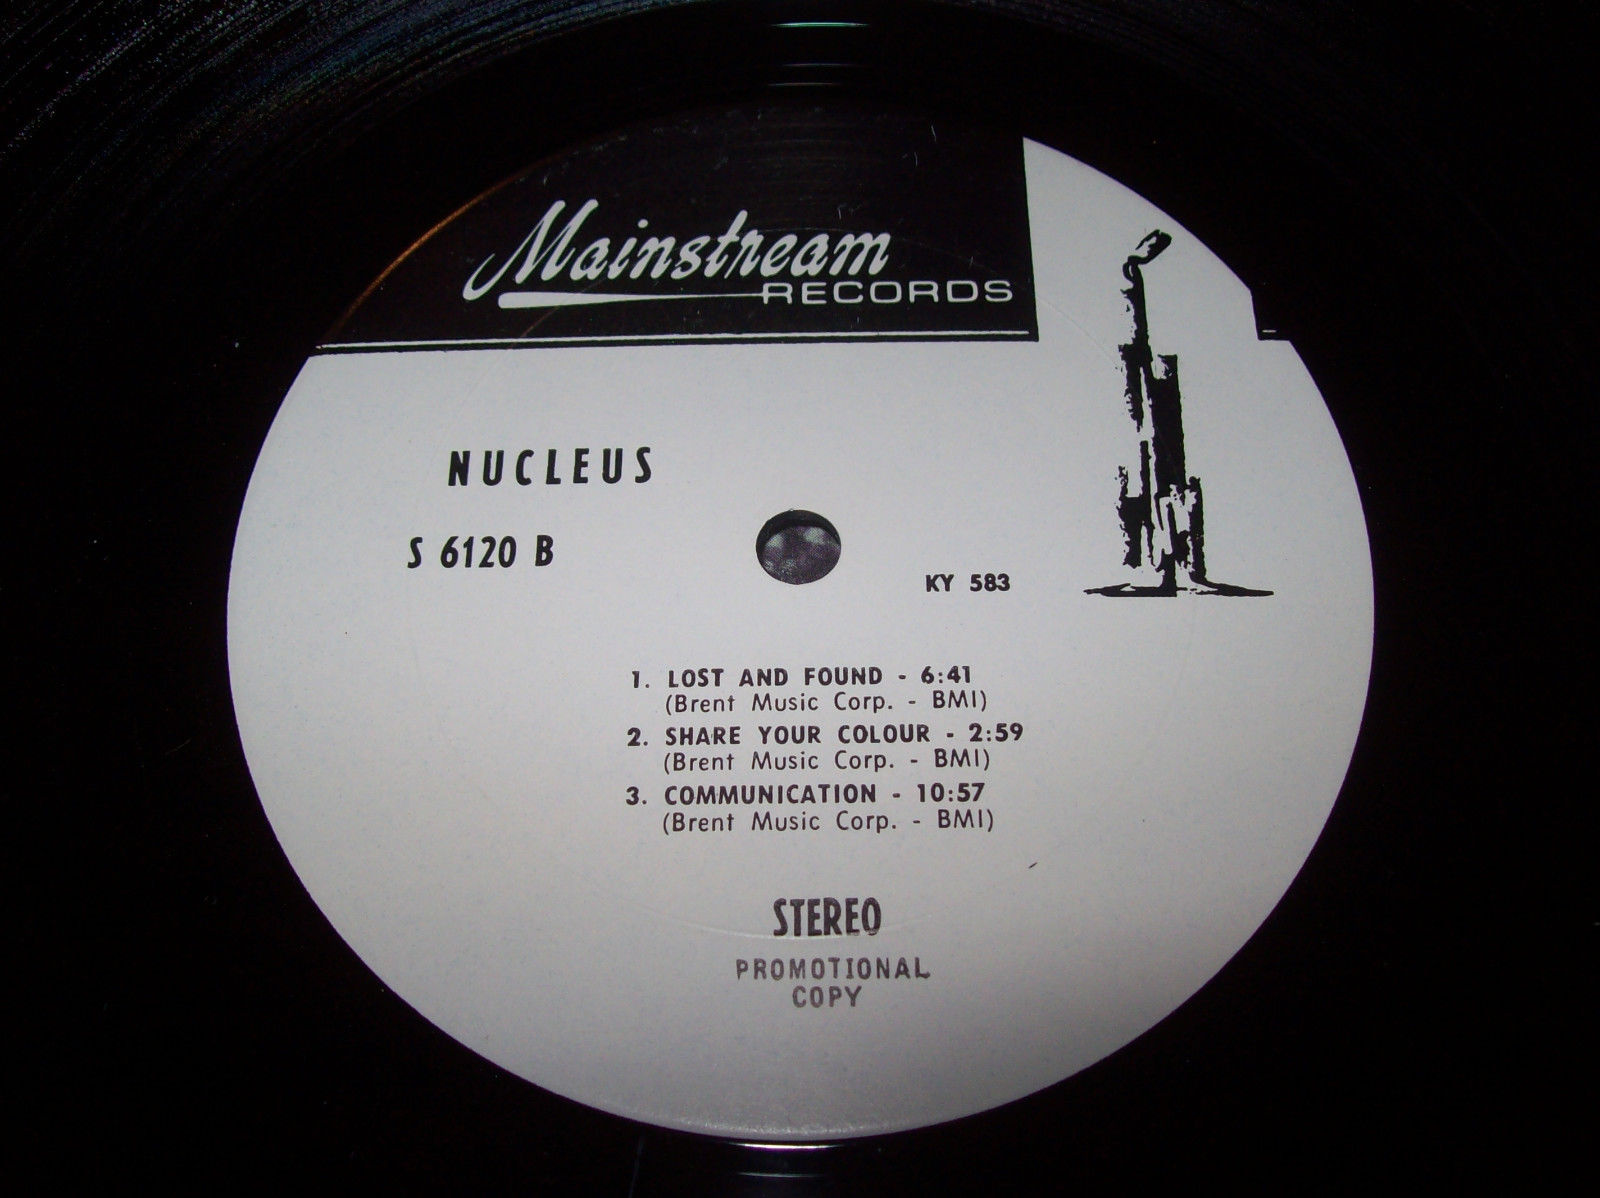 Mainstream
RECORDS
NUCLEUS
S 6120 B
KY 583
1. LOST AND FOUND - 6:41
(Brent Music Corp. - BMI)
2. SHARE YOUR COLOUR - 2:59
(Brent Music Corp. - BMI)
3. COMMUNICATION - 10:57
(Brent Music Corp. - BMI)
STEREO
PROMOTIONAL
COPY